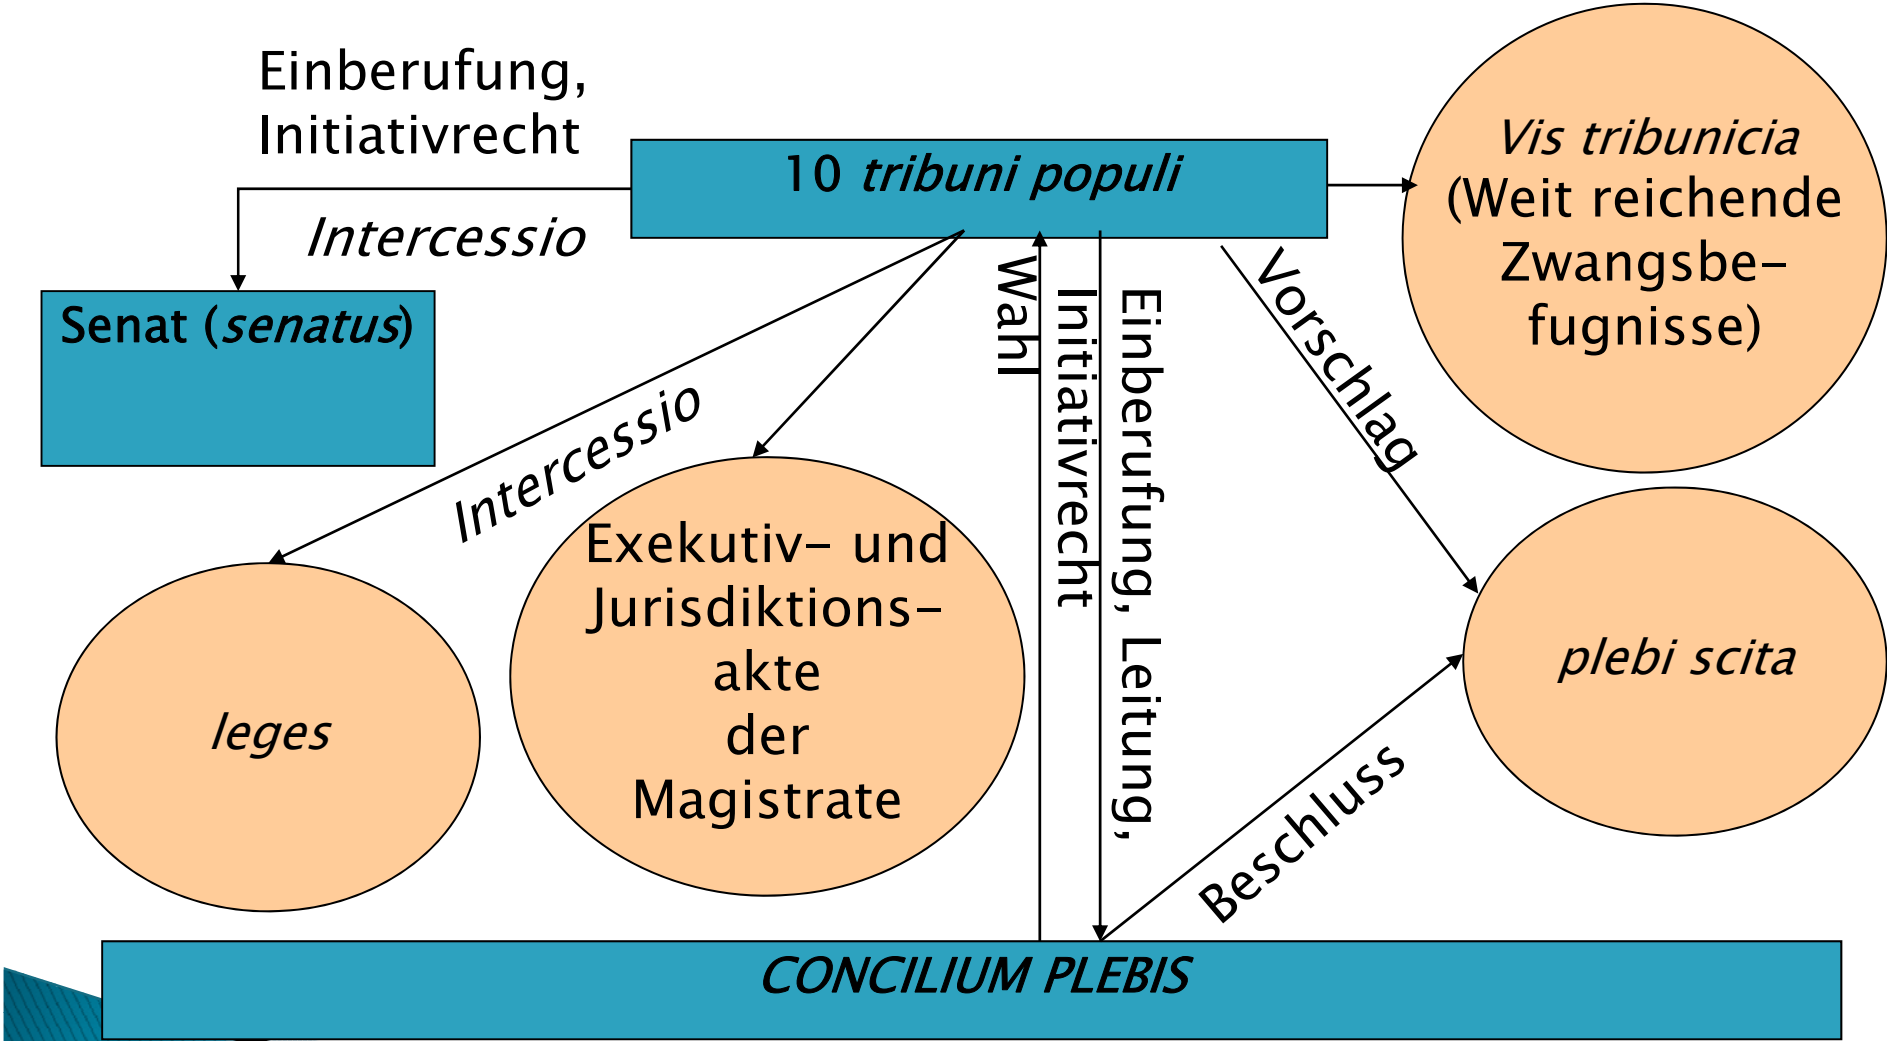 Einberufung,
Initiativrecht
10 tribuni populi
Intercessio
Senat (senatus)
Vis tribunicia
(Weit reichende
Zwangsbe-
fugnisse)
Wahl
Einberufung, Leitung,
Initiativrecht
Vorschlag
Intercessio
Exekutiv- und
Jurisdiktions-
akte
der
Magistrate
leges
plebi scita
Beschluss
CONCILIUM PLEBIS